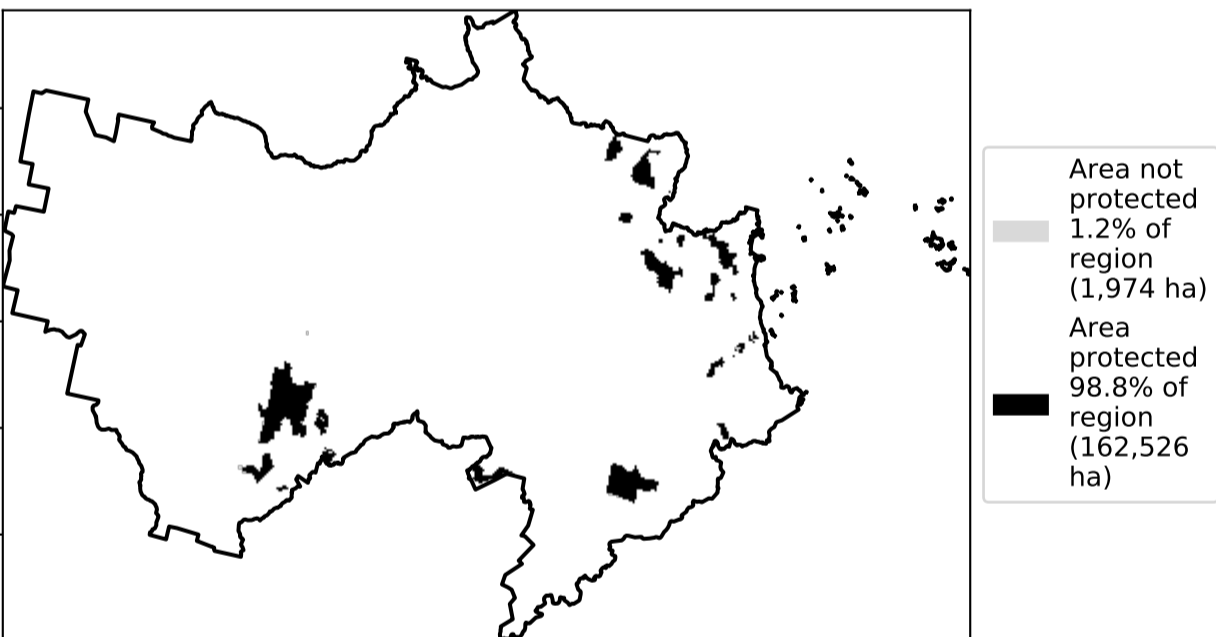 Area not
protected
1.2% of
region
(1,974 ha)
Area
protected
98.8% of
region
(162,526
ha)